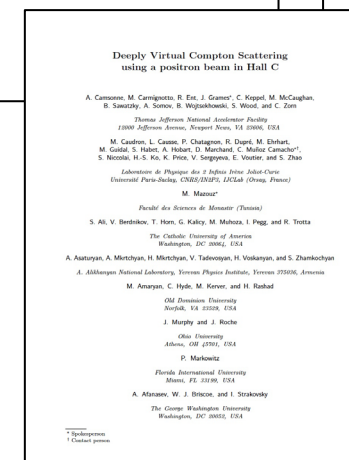 Deeply Virtual Compton Scattering
using a positron beam in Hall C
A. Camsonne, M. Carmignotto, R. Ent, J. Grames*, C. Keppel, M. McCaughan,
B. Sawatzky, A. Somov, B. Wojtsekhowski, S. Wood, and C. Zorn
Thomas Jefferson National Accelerator Facility
12000 Jefferson Avenue, Newport News, VA 23606, USA
M. Caudron, L. Causse, P. Chatagnon, R. Dupré, M. Ehrhart,
M. Guidal, S. Habet, A. Hobart, D. Marchand, C. Muñoz Camacho*†,
S. Niccolai, H.-S. Ko, K. Price, V. Sergeyeva, E. Voutier, and S. Zhao
Laboratoire de Physique des 2 Infinis Irène Joliot-Curie
Université Paris-Saclay, CNRS/IN2P3, IJCLab (Orsay, France)
M. Mazouz*
Faculté des Sciences de Monastir (Tunisia)
S. Ali, V. Berdnikov, T. Horn, G. Kalicy, M. Muhoza, I. Pegg, and R. Trotta
The Catholic University of America
Washington, DC 20064, USA
A. Asaturyan, A. Mkrtchyan, H. Mkrtchyan, V. Tadevosyan, H. Voskanyan, and S. Zhamkochyan
A. Alikhanyan National Laboratory, Yerevan Physics Institute, Yerevan 375036, Armenia
M. Amaryan, C. Hyde, M. Kerver, and H. Rashad
Old Dominion University
Norfolk, VA 23529, USA
J. Murphy and J. Roche
Ohio University
Athens, OH 45701, USA
P. Markowitz
Florida International University
Miami, FL 33199, USA
A. Afanasev, W. J. Briscoe, and I. Strakovsky
The George Washington University
Washington, DC 20052, USA
* Spokesperson
† Contact person